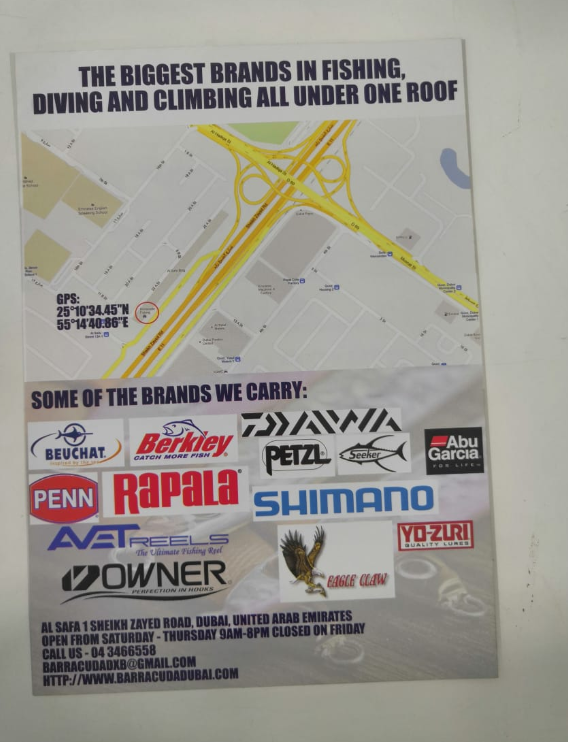 THE BIGGEST BRANDS IN FISHING,
DIVING AND CLIMBING ALL UNDER ONE ROOF
GPS:
25°10'34.45"N
55°14'40.86"E
SOME OF THE BRANDS WE CARRY:
BEUCHAT
Berkley
CATCH MORE FISH
DAIWA
PETZL
Seeker
Abu
Garcia
FOR LIFE
PENN
RAPALA
SHIMANO
AVET REELS
The Ultimate Fishing Reel
YO-ZURI
QUALITY LURES
OWNER
PERFECTION IN HOOKS
EAGLE CLAW
AL SAFA 1 SHEIKH ZAYED ROAD, DUBAI, UNITED ARAB EMIRATES
OPEN FROM SATURDAY - THURSDAY 9AM-8PM CLOSED ON FRIDAY
CALL US - 04 3466558
BARRACUDADXB@GMAIL.COM
HTTP://WWW.BARRACUDADUBAI.COM